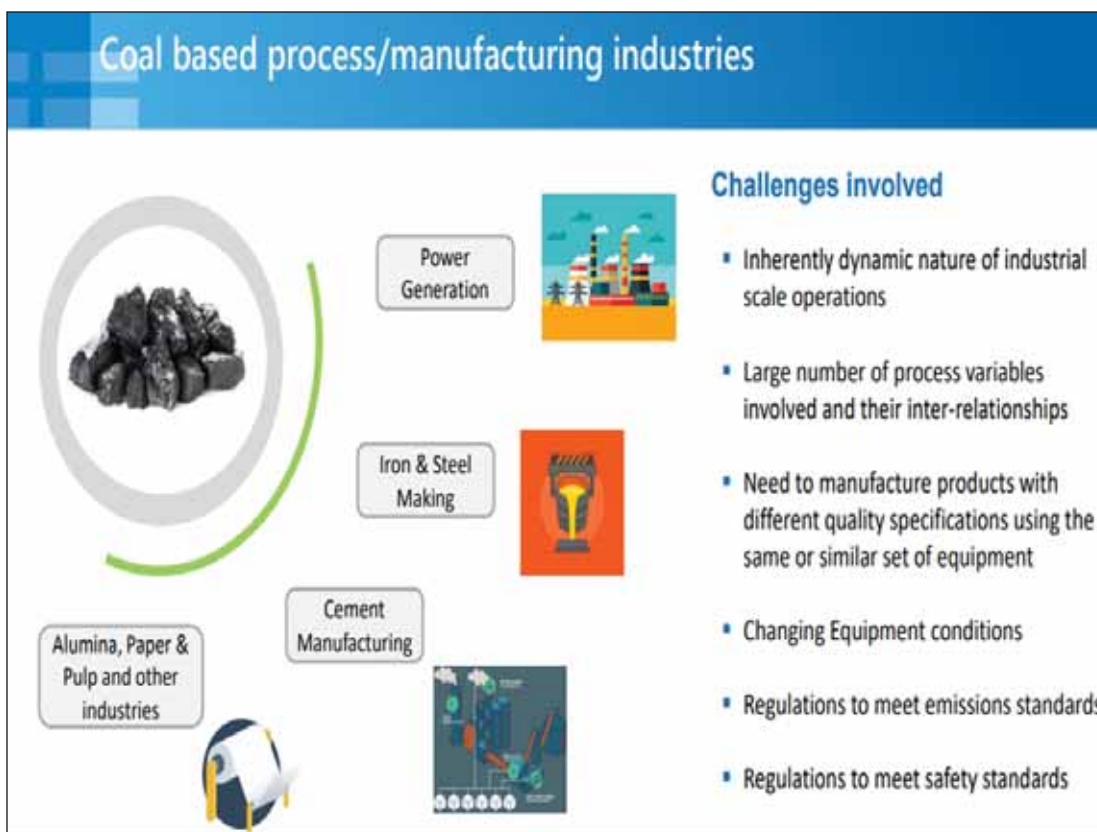 Coal based process/manufacturing industries
Power
Generation
Iron & Steel
Making
Cement
Manufacturing
Alumina, Paper &
Pulp and other
industries
Challenges involved
▪ Inherently dynamic nature of industrial
scale operations
▪ Large number of process variables
involved and their inter-relationships
▪ Need to manufacture products with
different quality specifications using the
same or similar set of equipment
▪ Changing Equipment conditions
▪ Regulations to meet emissions standards
▪ Regulations to meet safety standards